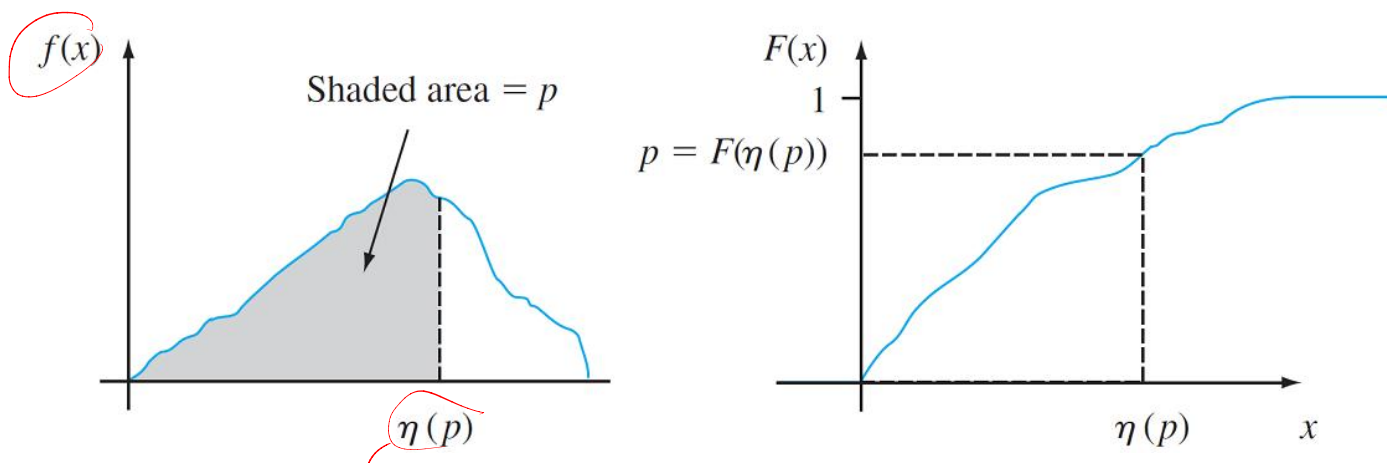 f(x)
Shaded area = p
η (p)
F(x)
1
p = F(η(p))
η (p)
x